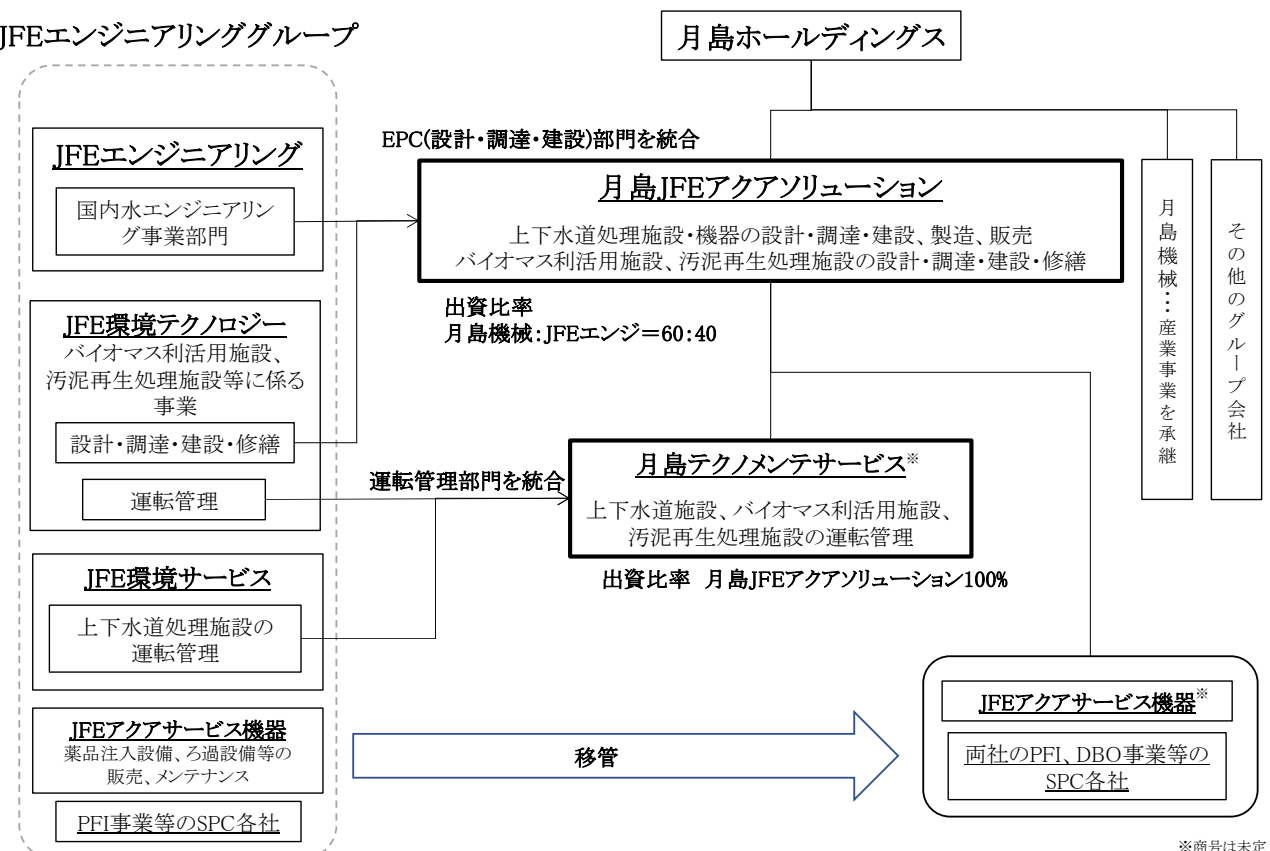 JFEエンジニアリンググループ
月島ホールディングス
JFEエンジニアリング
国内水エンジニアリン
グ事業部門
EPC(設計・調達・建設)部門を統合
月島JFEアクアソリューション
上下水道処理施設・機器の設計・調達・建設、製造、販売
バイオマス利活用施設、汚泥再生処理施設の設計・調達・建設・修繕
出資比率
月島機械：JFEエンジ＝60：40
月島機械…産業事業を承継
その他のグループ会社
JFE環境テクノロジー
バイオマス利活用施設、
汚泥再生処理施設等に係る
事業
設計・調達・建設・修繕
運転管理
運転管理部門を統合
月島テクノメンテサービス※
上下水道施設、バイオマス利活用施設、
汚泥再生処理施設の運転管理
出資比率 月島JFEアクアソリューション100%
JFE環境サービス
上下水道処理施設の
運転管理
JFEアクアサービス機器
薬品注入設備、ろ過設備等の
販売、メンテナンス
PFI事業等のSPC各社
移管
JFEアクアサービス機器※
両社のPFI、DBO事業等の
SPC各社
※商号は未定